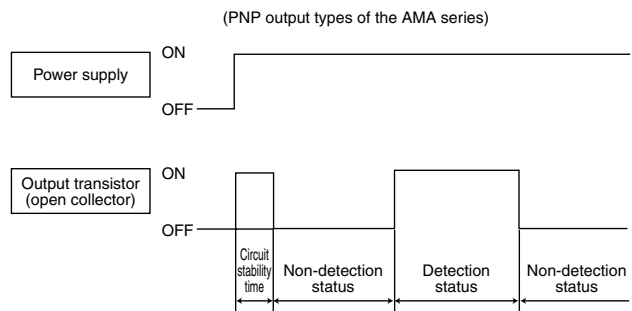 (PNP output types of the AMA series)
Power supply
ON
OFF
Output transistor
(open collector)
ON
OFF
Circuit
stability
time
Non-detection
status
Detection
status
Non-detection
status